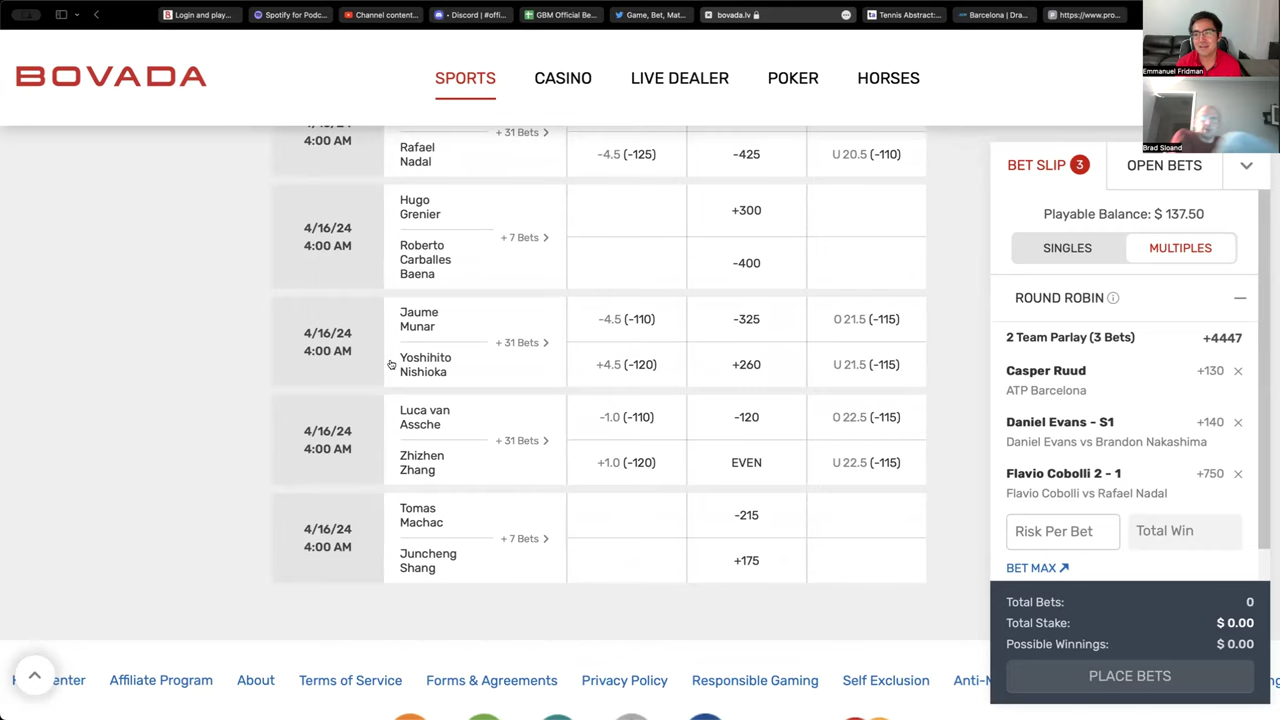 Login and play...
Spotify for Podc...
Channel content...
- Discord | #offi...
GBM Official Be...
Game, Bet, Mat...
bovada.lv
Tennis Abstract:...
Barcelona | Dra...
https://www.pro...
Emmanuel Fridman
Brad Sloand
BOVADA
SPORTS
CASINO
LIVE DEALER
POKER
HORSES
4:00 AM
Rafael
Nadal
+ 31 Bets
-4.5 (-125)
-425
U 20.5 (-110)
4/16/24
4:00 AM
Hugo
Grenier
Roberto
Carballes
Baena
+ 7 Bets
+300
-400
4/16/24
4:00 AM
Jaume
Munar
Yoshihito
Nishioka
+ 31 Bets
-4.5 (-110)
-325
O 21.5 (-115)
+4.5 (-120)
+260
U 21.5 (-115)
4/16/24
4:00 AM
Luca van
Assche
Zhizhen
Zhang
+ 31 Bets
-1.0 (-110)
-120
O 22.5 (-115)
+1.0 (-120)
EVEN
U 22.5 (-115)
4/16/24
4:00 AM
Tomas
Machac
Juncheng
Shang
+ 7 Bets
-215
+175
BET SLIP 3
OPEN BETS
Playable Balance: $ 137.50
SINGLES
MULTIPLES
ROUND ROBIN
2 Team Parlay (3 Bets)
+4447
Casper Ruud
+130
ATP Barcelona
Daniel Evans - S1
+140
Daniel Evans vs Brandon Nakashima
Flavio Cobolli 2 - 1
+750
Flavio Cobolli vs Rafael Nadal
Risk Per Bet
Total Win
BET MAX
Total Bets:
0
Total Stake:
$ 0.00
Possible Winnings:
$ 0.00
PLACE BETS
Affiliate Program
About
Terms of Service
Forms & Agreements
Privacy Policy
Responsible Gaming
Self Exclusion